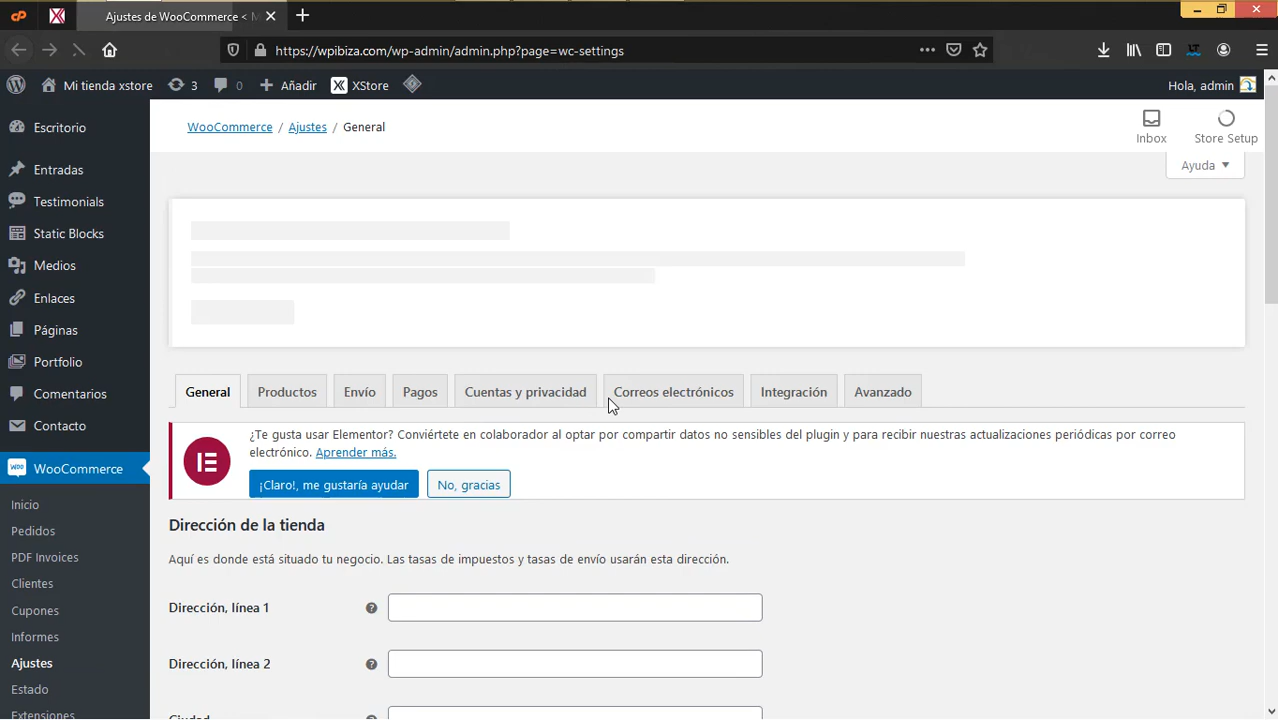 Ajustes de WooCommerce < M
https://wpibiza.com/wp-admin/admin.php?page=wc-settings
Mi tienda xstore
3
0
Añadir
XStore
Hola, admin
Escritorio
Entradas
Testimonials
Static Blocks
Medios
Enlaces
Páginas
Portfolio
Comentarios
Contacto
WooCommerce
Inicio
Pedidos
PDF Invoices
Clientes
Cupones
Informes
Ajustes
Estado
Extensiones
WooCommerce / Ajustes / General
Inbox
Store Setup
Ayuda
General
Productos
Envío
Pagos
Cuentas y privacidad
Correos electrónicos
Integración
Avanzado
¿Te gusta usar Elementor? Conviértete en colaborador al optar por compartir datos no sensibles del plugin y para recibir nuestras actualizaciones periódicas por correo
electrónico. Aprender más.
¡Claro!, me gustaría ayudar
No, gracias
Dirección de la tienda
Aquí es donde está situado tu negocio. Las tasas de impuestos y tasas de envío usarán esta dirección.
Dirección, línea 1
Dirección, línea 2
Ciudad